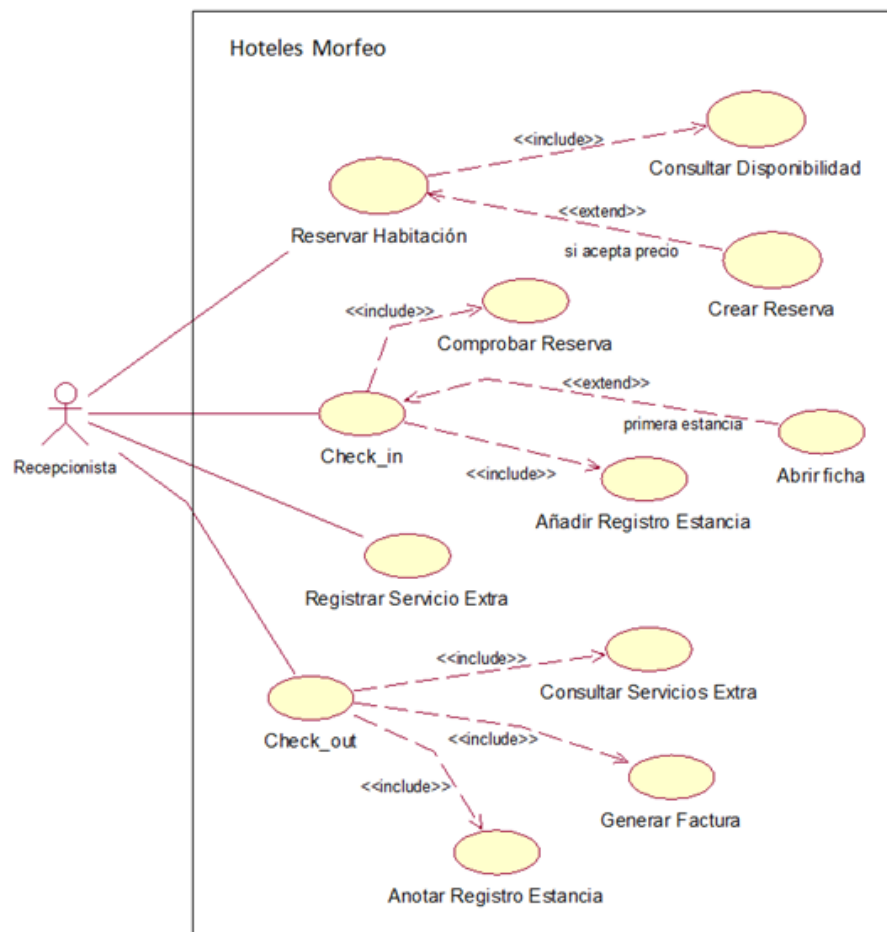 Hoteles Morfeo
<<include>>
Consultar Disponibilidad
<<extend>>
Reservar Habitación
si acepta precio
Crear Reserva
<<include>>
Comprobar Reserva
<<extend>>
primera estancia
Check_in
Recepcionista
<<include>>
Abrir ficha
Añadir Registro Estancia
Registrar Servicio Extra
<<include>>
Consultar Servicios Extra
Check_out
<<include>>
<<include>>
Generar Factura
Anotar Registro Estancia